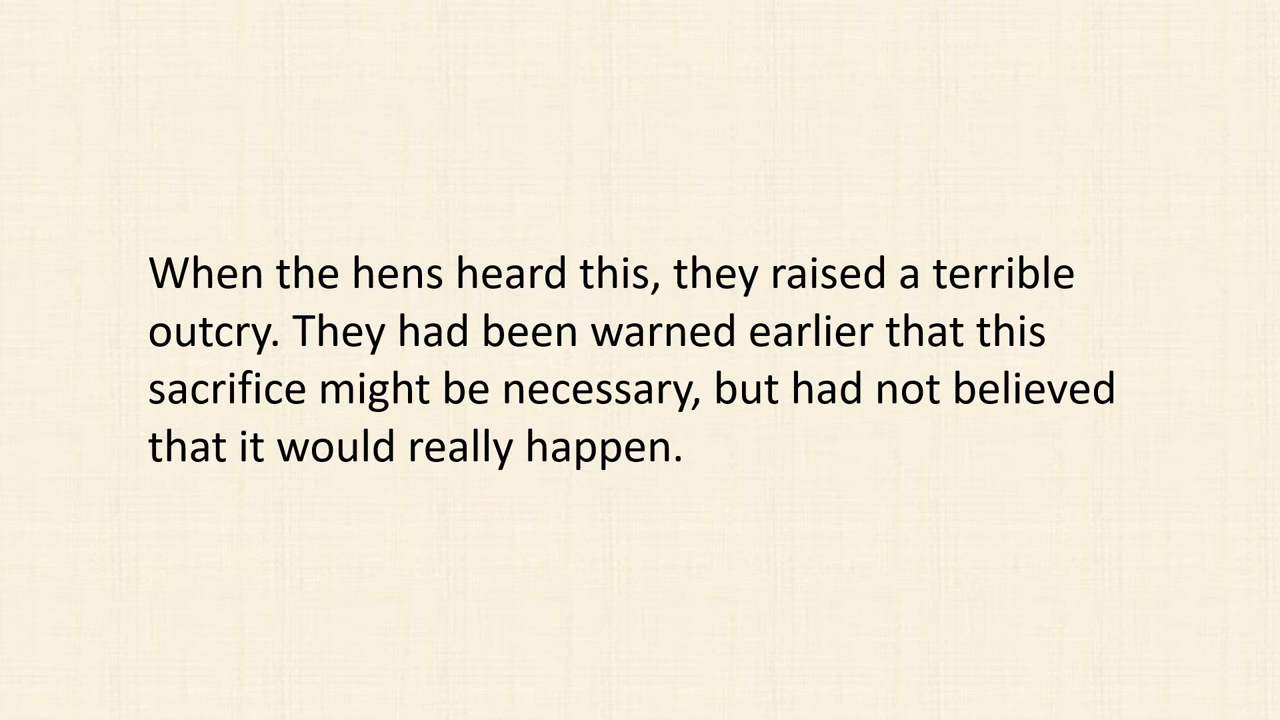 When the hens heard this, they raised a terrible
outcry. They had been warned earlier that this
sacrifice might be necessary, but had not believed
that it would really happen.